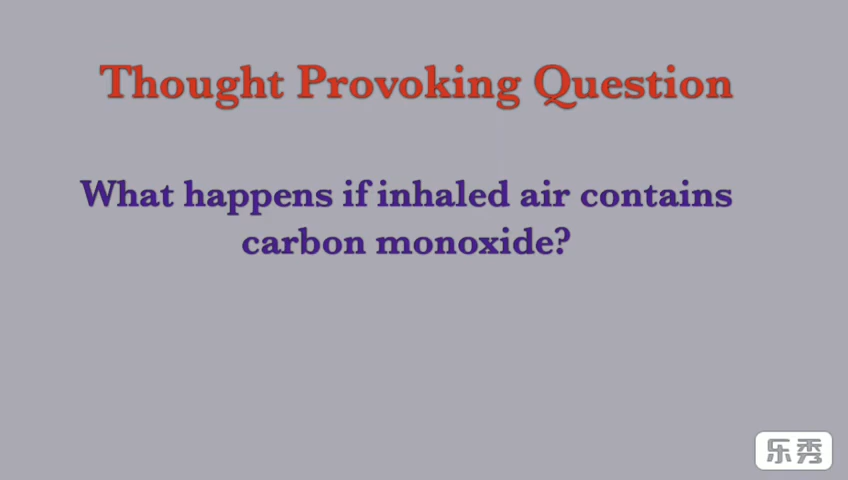 Thought Provoking Question
What happens if inhaled air contains
carbon monoxide?
乐秀